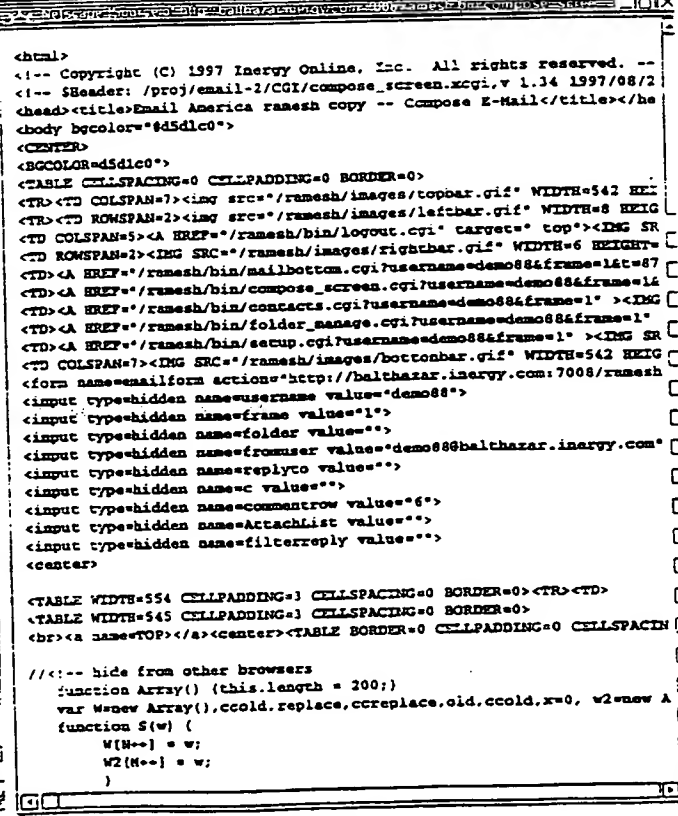 <html>
<!-- Copyright (C) 1997 Inergy Online, Inc. All rights reserved. --
<!-- $Header: /proj/email-2/CGI/compose_screen.xcgi,v 1.34 1997/08/2
<head><title>Email America ramesh copy -- Compose E-Mail</title></he
<body bgcolor="#d5d1c0">
<CENTER>
<BGCOLOR=d5d1c0">
<TABLE CELLSPACING=0 CELLPADDING=0 BORDER=0>
<TR><TD COLSPAN=7><img src="/ramesh/images/topbar.gif" WIDTH=542 HEI
<TR><TD ROWSPAN=2><img src="/ramesh/images/leftbar.gif" WIDTH=8 HEIG
<TD COLSPAN=5><A HREF="/ramesh/bin/logout.cgi" target="_top"><IMG SR
<TD ROWSPAN=2><IMG SRC="/ramesh/images/rightbar.gif" WIDTH=6 HEIGHT=
<TD><A HREF="/ramesh/bin/mailbottom.cgi?username=demo88&frame=1&t=87
<TD><A HREF="/ramesh/bin/compose_screen.cgi?username=demo88&frame=1&
<TD><A HREF="/ramesh/bin/contacts.cgi?username=demo88&frame=1" ><IMG
<TD><A HREF="/ramesh/bin/folder_manage.cgi?username=demo88&frame=1"
<TD><A HREF="/ramesh/bin/setup.cgi?username=demo88&frame=1" ><IMG SR
<TD COLSPAN=7><IMG SRC="/ramesh/images/bottonbar.gif" WIDTH=542 HEIG
<form name=emailform action="http://balthazar.inergy.com:7008/ramesh
<input type=hidden name=username value="demo88">
<input type=hidden name=frame value="1">
<input type=hidden name=folder value="">
<input type=hidden name=fromuser value="demo88@balthazar.inergy.com"
<input type=hidden name=replyto value="">
<input type=hidden name=c value="">
<input type=hidden name=commentrow value="6">
<input type=hidden name=AttachList value="">
<input type=hidden name=filterreply value="">
<center>
<TABLE WIDTH=554 CELLPADDING=3 CELLSPACING=0 BORDER=0><TR><TD>
<TABLE WIDTH=545 CELLPADDING=3 CELLSPACING=0 BORDER=0>
<br><a name=TOP></a><center><TABLE BORDER=0 CELLPADDING=0 CELLSPACIN
//<!-- hide from other browsers
function Array() {this.length = 200;}
var W=new Array(),ccold,replace,ccreplace,old,ccold,x=0, w2=new A
function S(w) {
W[N++] = w;
W2[M++] = w;
}